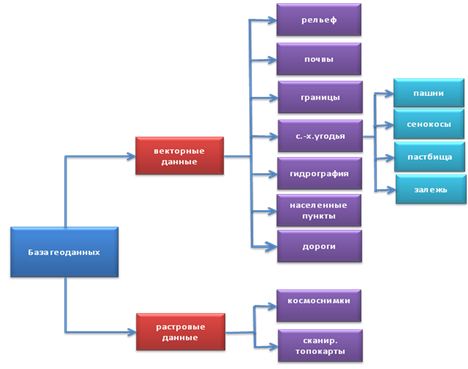 рельеф
почвы
границы
пашни
с.-х.угодья
сенокосы
векторные
данные
пастбища
гидрография
залежь
населенные
пункты
дороги
База геоданных
космоснимки
растровые
данные
сканир.
топокарты